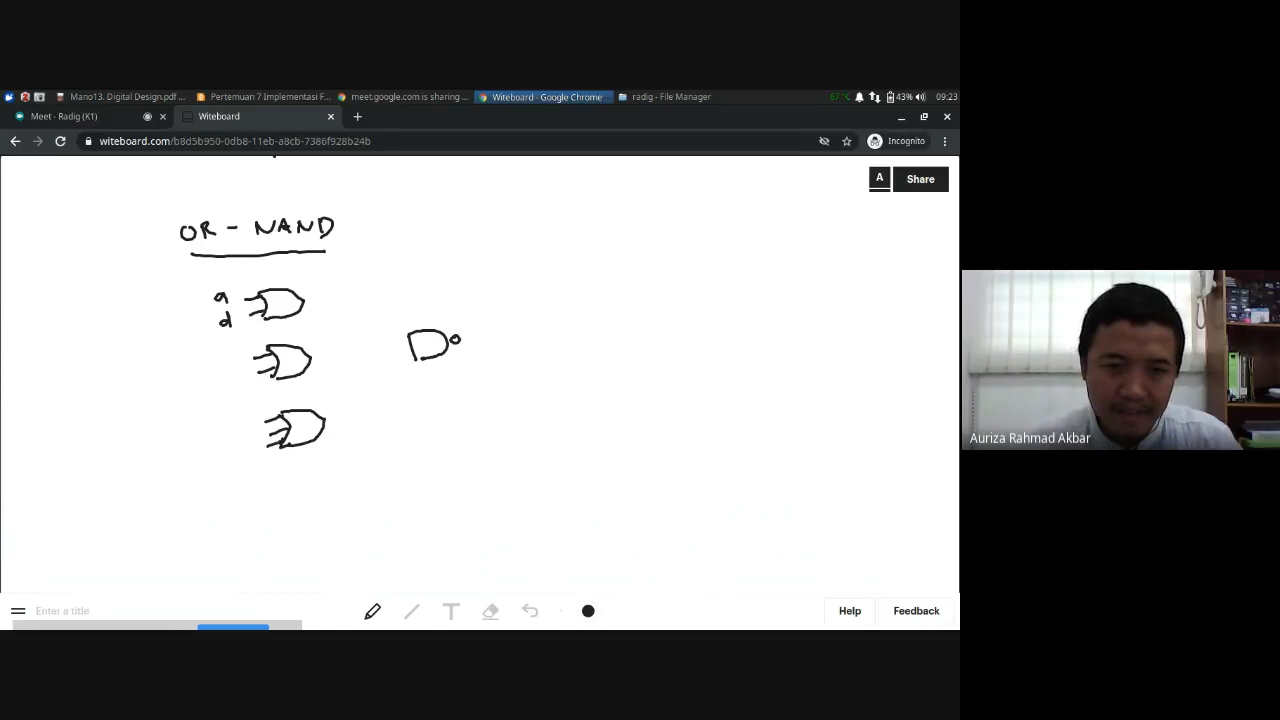 Mano13. Digital Design.pdf ... Pertemuan 7 Implementasi F... meet.google.com is sharing ... Witeboard - Google Chrome radig - File Manager 67 °C 43% 09:23
Meet - Radig (K1) Witeboard
witeboard.com/b8d5b950-0db8-11eb-a8cb-7386f928b24b Incognito
A Share
OR - NAND
a
d
Auriza Rahmad Akbar
Enter a title T Help Feedback